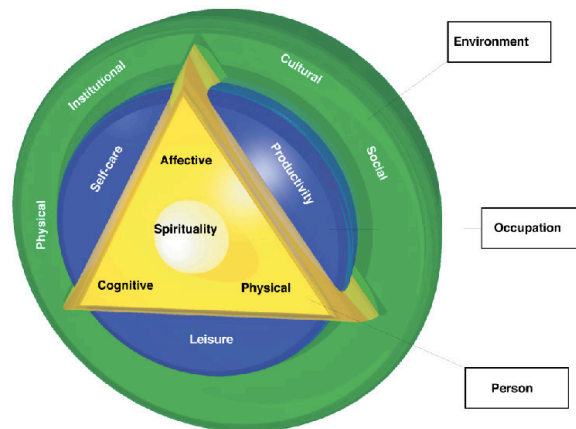 Environment
Cultural
Institutional
Social
Self-care
Productivity
Affective
Physical
Spirituality
Occupation
Cognitive
Physical
Leisure
Person